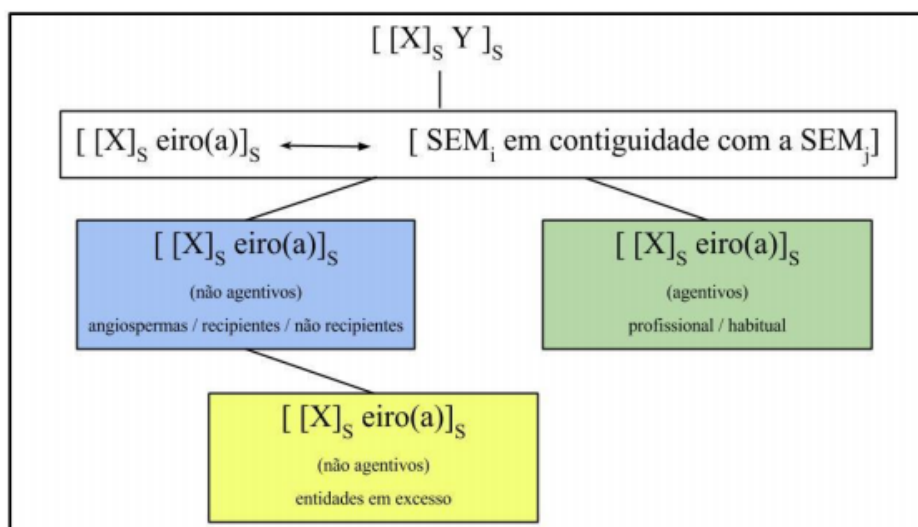 [ [X]S Y ]S
[ [X]S eiro(a)]S ↔ [ SEMi em contiguidade com a SEMj]
[ [X]S eiro(a)]S
(não agentivos)
angiospermas / recipientes / não recipientes
[ [X]S eiro(a)]S
(agentivos)
profissional / habitual
[ [X]S eiro(a)]S
(não agentivos)
entidades em excesso